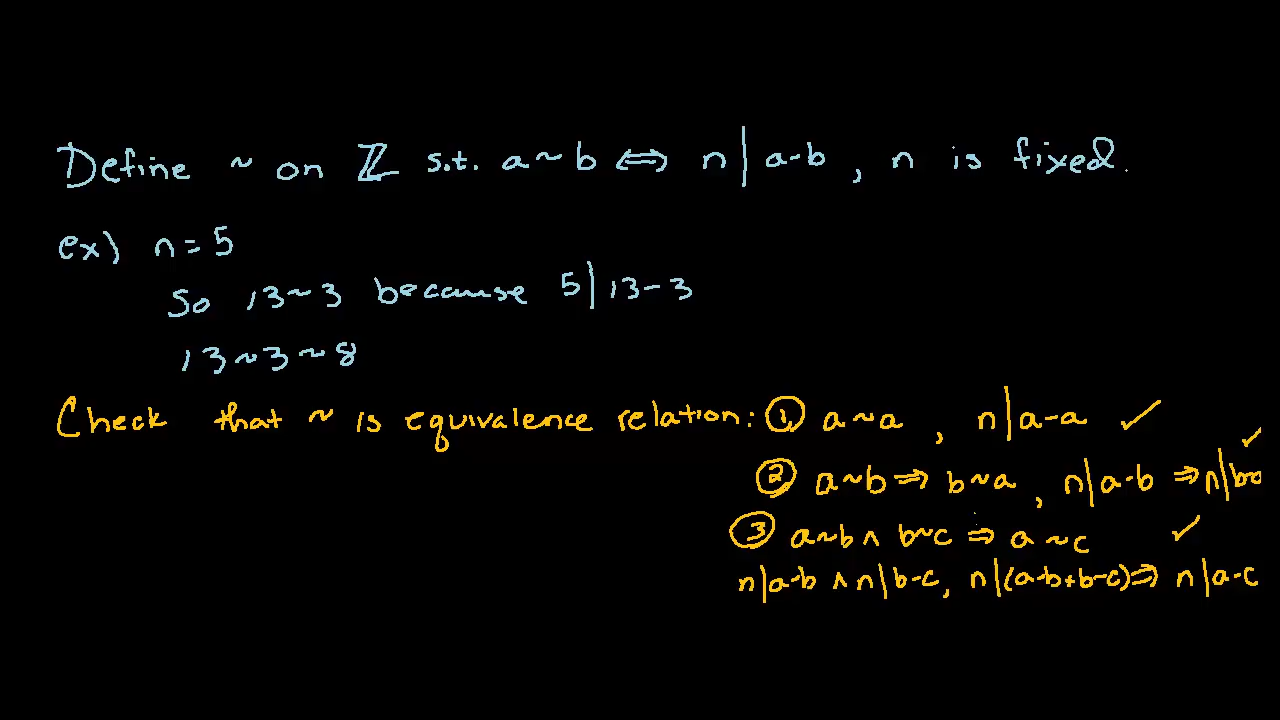 Define ~ on ℤ s.t. a ~ b ⟺ n | a-b , n is fixed.
ex) n = 5
So 13 ~ 3 because 5 | 13 - 3
13 ~ 3 ~ 8
Check that ~ is equivalence relation: ① a ~ a , n | a-a ✓
② a ~ b ⇒ b ~ a , n | a-b ⇒ n | b-a ✓
③ a~b ∧ b~c ⇒ a ~ c ✓
n | a-b ∧ n | b-c, n | (a-b+b-c) ⇒ n | a-c